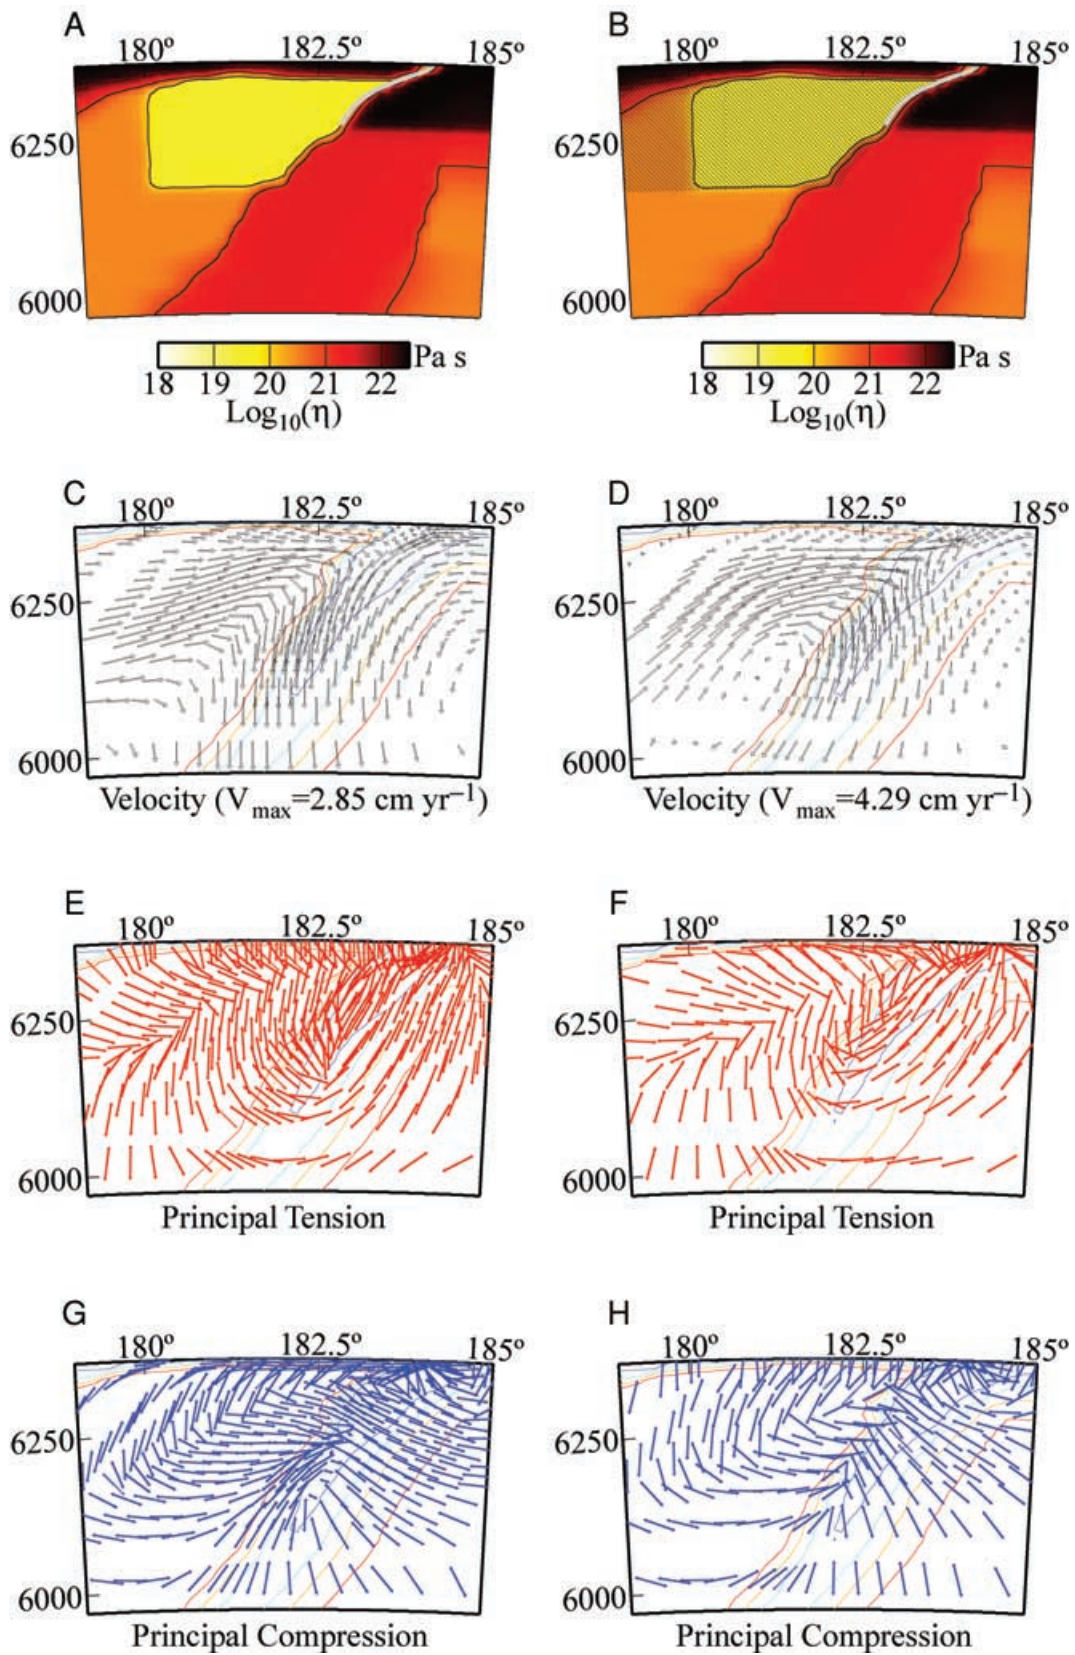 A
B
180º 182.5º 185º
180º 182.5º 185º
6250
6250
6000
6000
Pa s
Pa s
18 19 20 21 22
18 19 20 21 22
Log10(η)
Log10(η)
C
D
180º 182.5º 185º
180º 182.5º 185º
6250
6250
6000
6000
Velocity (Vmax=2.85 cm yr–1)
Velocity (Vmax=4.29 cm yr–1)
E
F
180º 182.5º 185º
180º 182.5º 185º
6250
6250
6000
6000
Principal Tension
Principal Tension
G
H
180º 182.5º 185º
180º 182.5º 185º
6250
6250
6000
6000
Principal Compression
Principal Compression